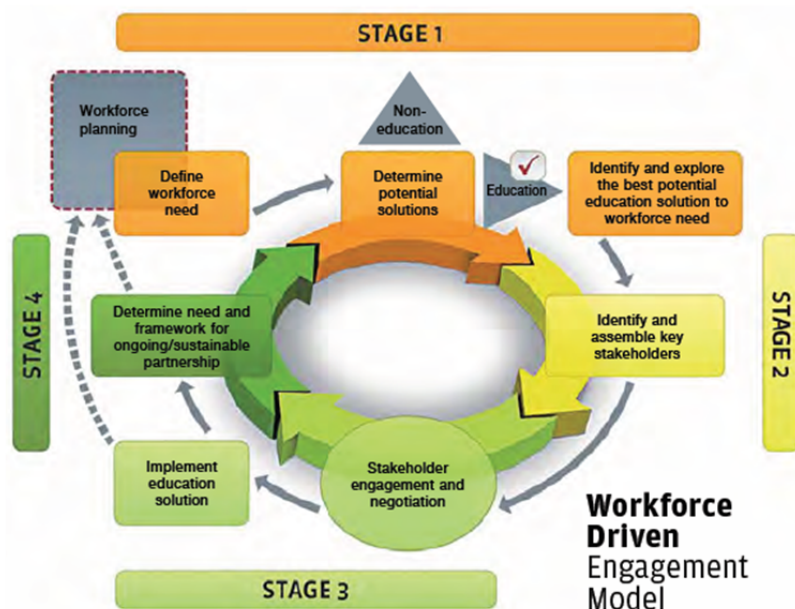 STAGE 1
Workforce
planning
Non-
education
Define
workforce
need
Determine
potential
solutions
Education
Identify and explore
the best potential
education solution to
workforce need
STAGE 4
Determine need and
framework for
ongoing/sustainable
partnership
Identify and
assemble key
stakeholders
STAGE 2
Implement
education
solution
Stakeholder
engagement and
negotiation
Workforce
Driven
Engagement
Model
STAGE 3